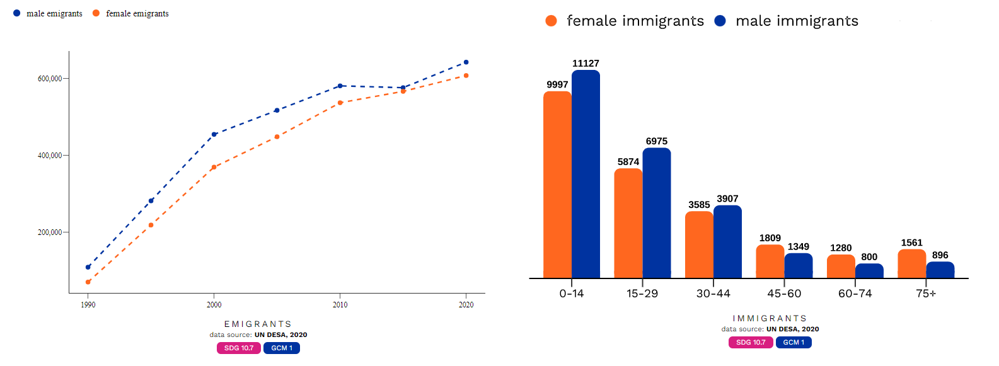 male emigrants female emigrants
600,000
400,000
200,000
1990 2000 2010 2020
EMIGRANTS
data source: UN DESA, 2020
SDG 10.7 GCM 1
female immigrants male immigrants
9997 11127
5874 6975
3585 3907
1809 1349
1280 800
1561 896
0-14 15-29 30-44 45-60 60-74 75+
IMMIGRANTS
data source: UN DESA, 2020
SDG 10.7 GCM 1